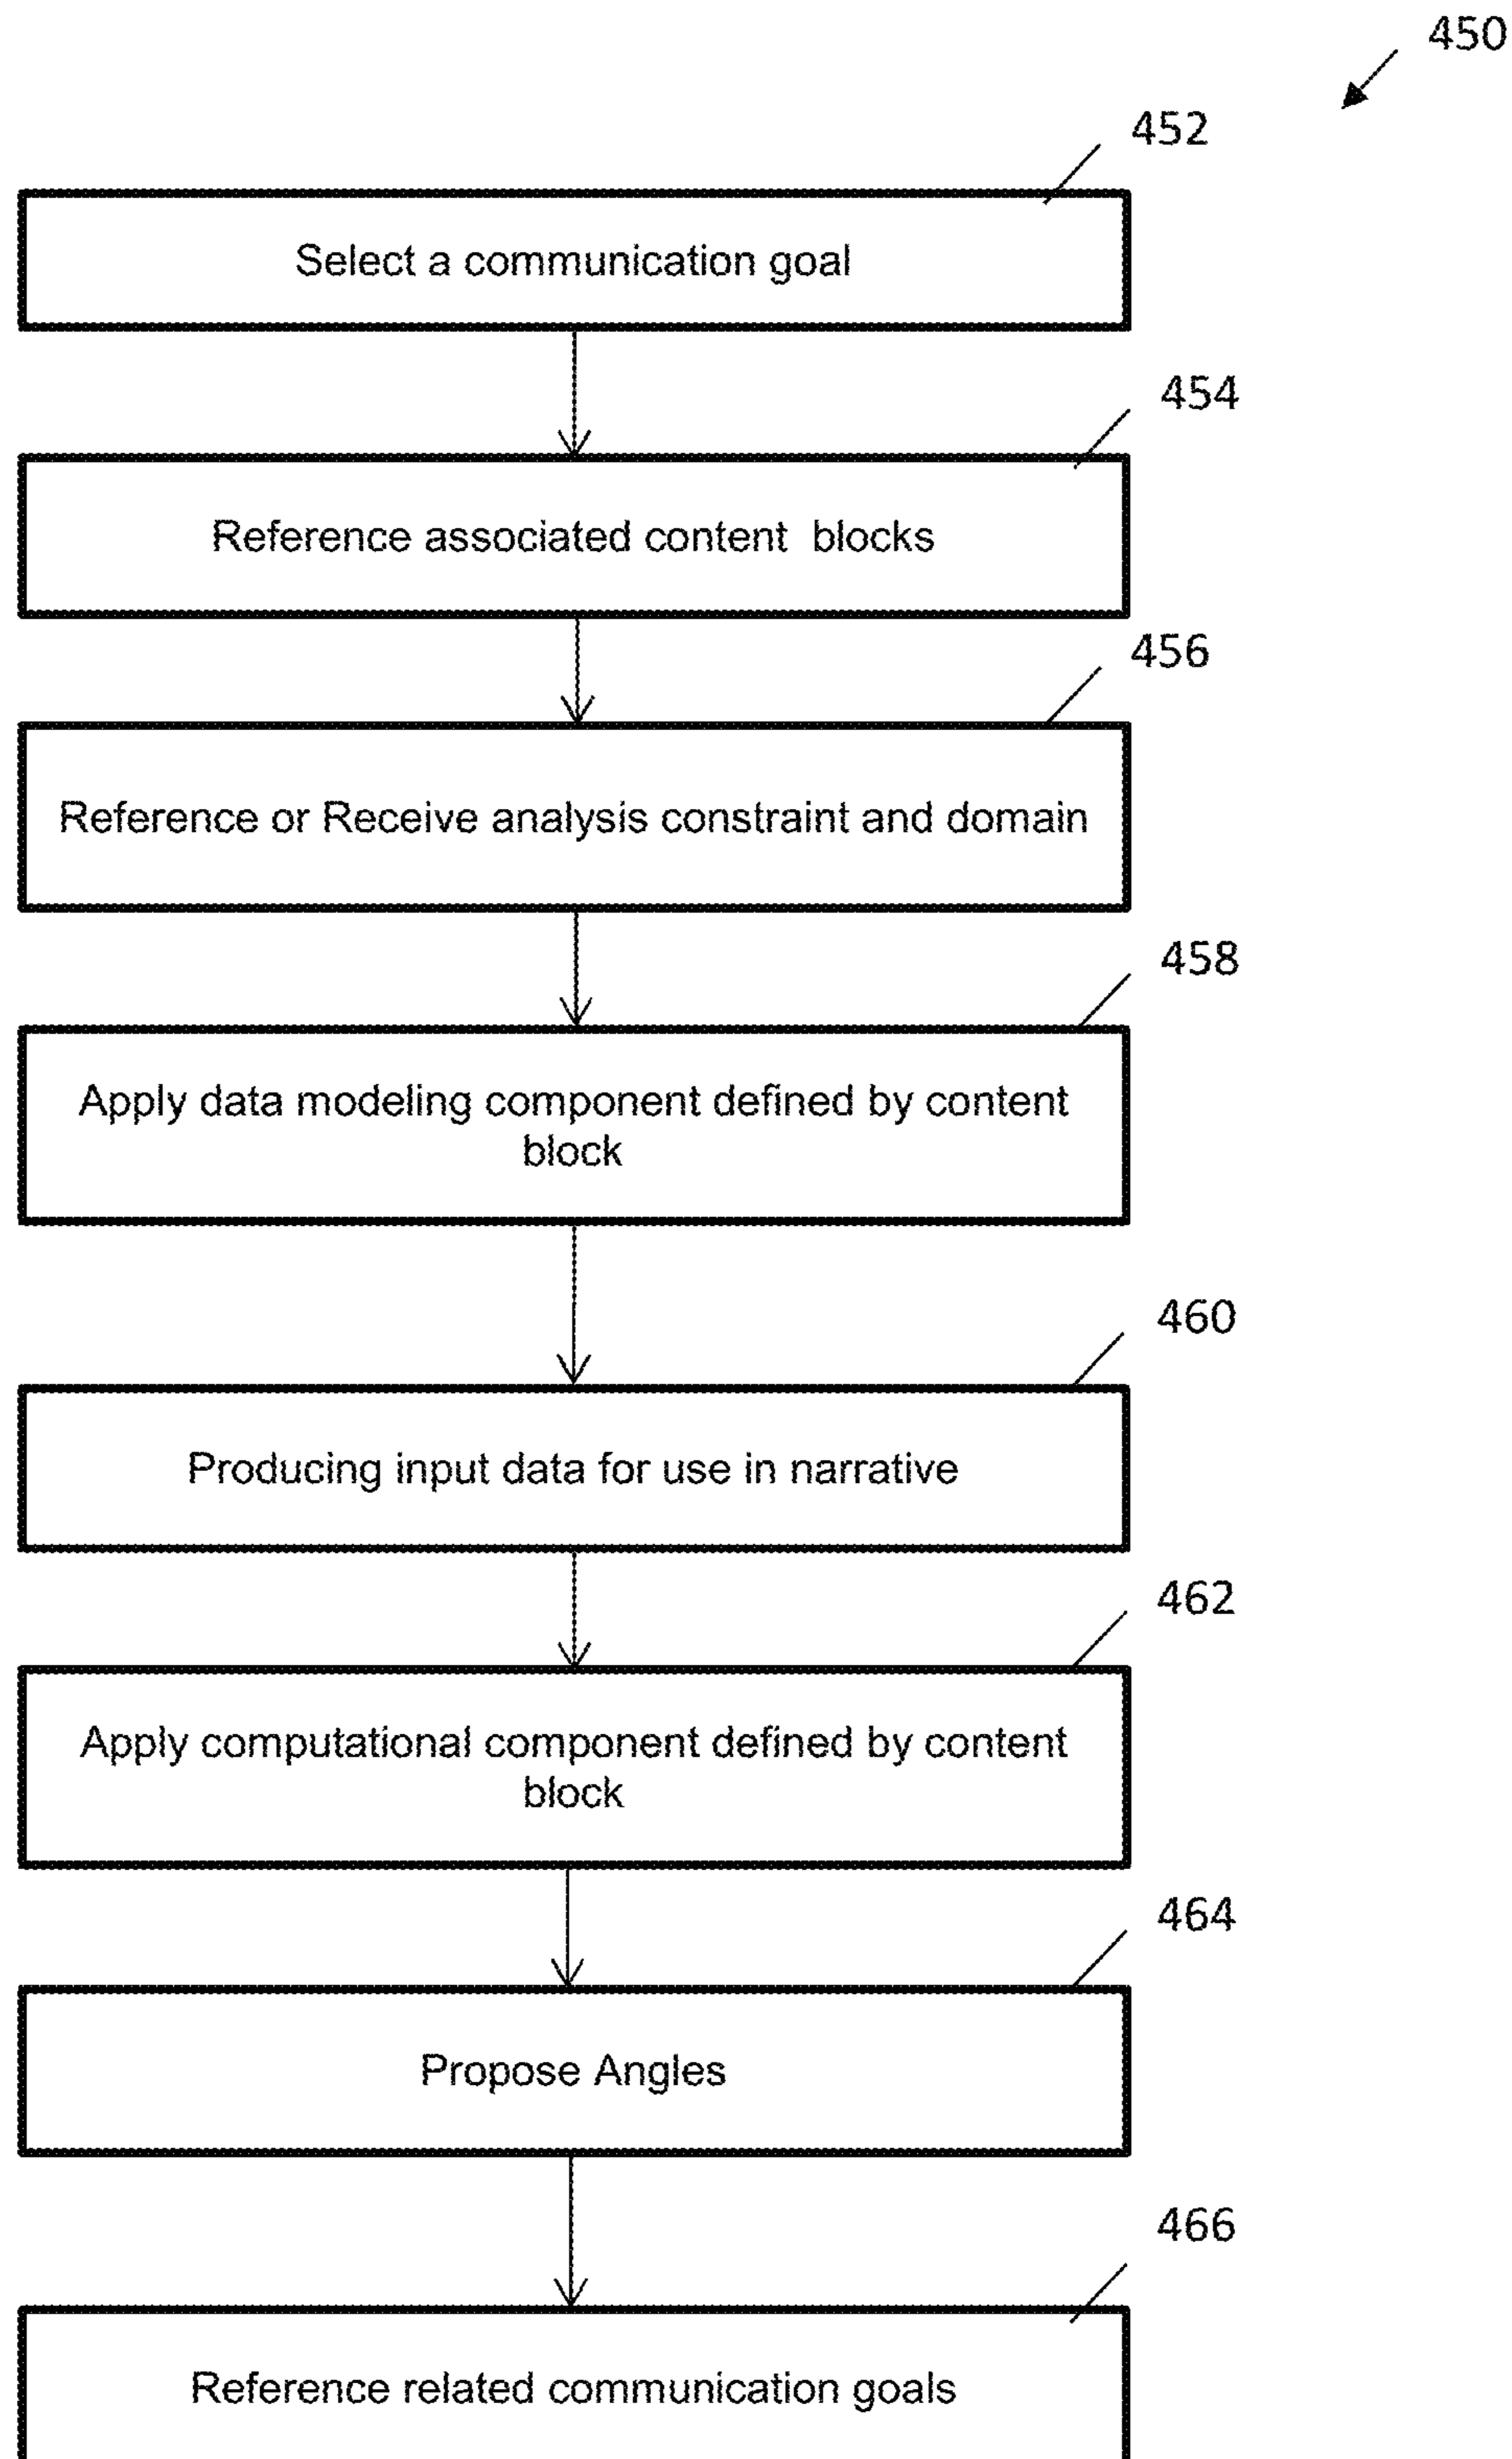 450
452
Select a communication goal
454
Reference associated content blocks
456
Reference or Receive analysis constraint and domain
458
Apply data modeling component defined by content
block
460
Producing input data for use in narrative
462
Apply computational component defined by content
block
464
Propose Angles
466
Reference related communication goals